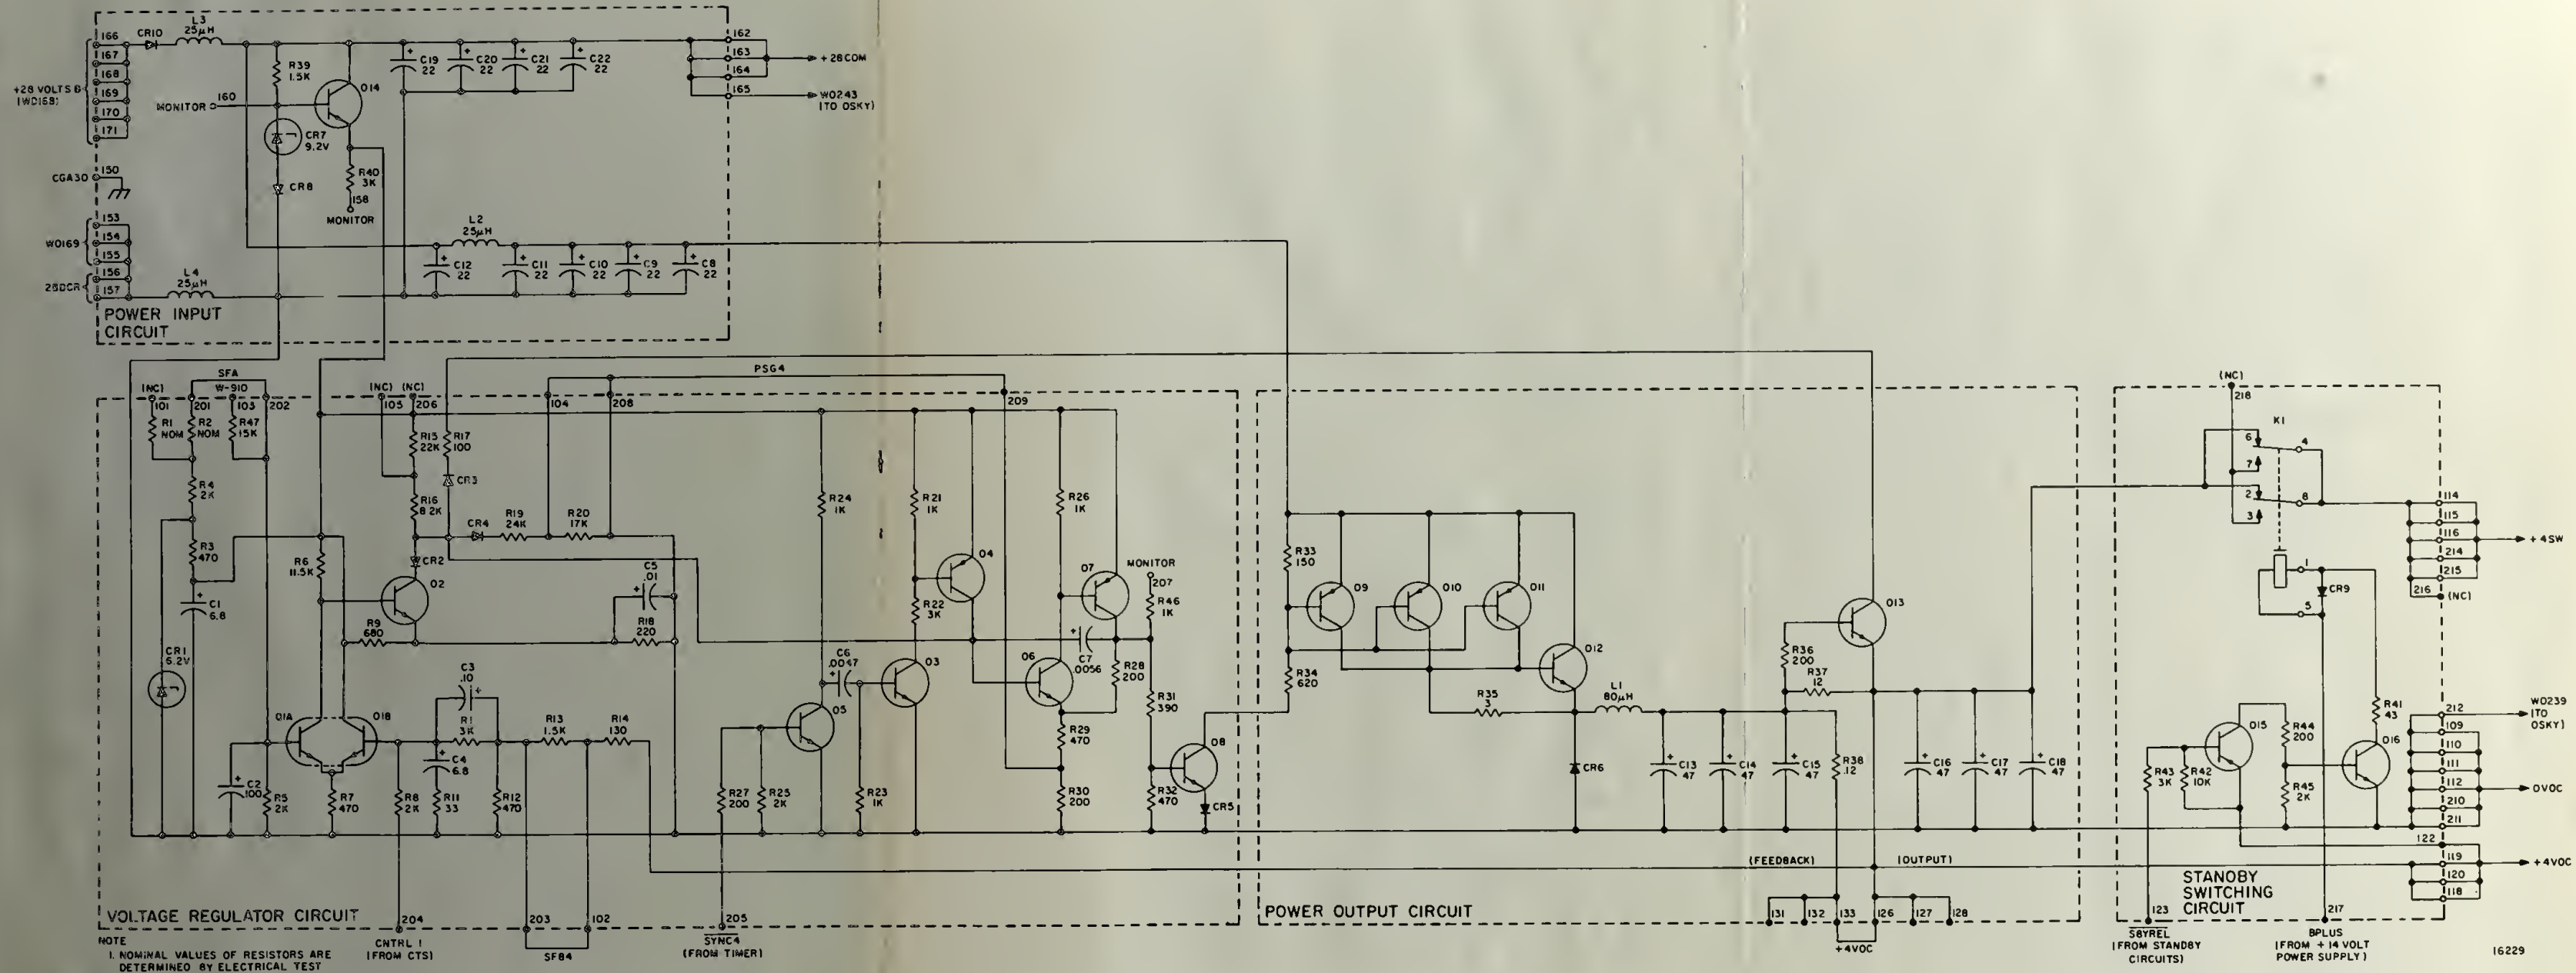 L3
25µH
CR10
166
167
168
169
170
171
+28 VOLTS B
(WD168)
R39
1.5K
MONITOR
160
Q14
CR7
9.2V
CR8
R40
3K
158
MONITOR
C19
22
C20
22
C21
22
C22
22
162
163
164
165
+28COM
WO243
(TO DSKY)
CGA30
150
153
154
155
156
157
WO169
28DCR
L4
25µH
L2
25µH
C12
22
C11
22
C10
22
C9
22
C8
22
POWER INPUT
CIRCUIT
SFA
W-910
(NC)
101
201
103
202
(NC)
(NC)
105
206
PSG4
104
208
209
R1
NOM
R2
NOM
R47
15K
R4
2K
R3
470
C1
6.8
CR1
6.2V
R6
11.5K
R15
22K
R17
100
R16
8.2K
CR3
CR2
CR4
R19
24K
R20
17K
Q2
R9
680
C5
.01
R18
220
C3
.10
Q1A
Q1B
R1
3K
R13
1.5K
R14
130
C4
6.8
C2
100
R5
2K
R7
470
R8
2K
R11
33
R12
470
R24
1K
R21
1K
R26
1K
Q4
R22
3K
Q7
MONITOR
207
R46
1K
C6
.0047
Q3
Q5
Q6
C7
.0056
R28
200
R31
390
R29
470
Q8
R27
200
R25
2K
R23
1K
R30
200
R32
470
CR5
VOLTAGE REGULATOR CIRCUIT
204
CNTRL 1
(FROM CTS)
203
102
SFB4
205
SYNC4
(FROM TIMER)
NOTE
1. NOMINAL VALUES OF RESISTORS ARE
DETERMINED BY ELECTRICAL TEST
R33
150
Q9
Q10
Q11
Q12
R34
620
R35
3
L1
80µH
CR6
C13
47
C14
47
C15
47
R36
200
R37
12
R38
.12
Q13
C16
47
C17
47
C18
47
(FEEDBACK)
(OUTPUT)
POWER OUTPUT CIRCUIT
131
132
133
126
127
128
+4VDC
(NC)
218
K1
6
4
7
2
8
3
1
5
CR9
114
115
116
214
215
216
(NC)
+4SW
R41
43
Q15
Q16
R44
200
R43
3K
R42
10K
R45
2K
212
109
110
111
112
210
211
122
119
120
118
WO239
(TO
DSKY)
0VDC
+4VDC
STANDBY
SWITCHING
CIRCUIT
123
SBYREL
(FROM STANDBY
CIRCUITS)
217
BPLUS
(FROM +14 VOLT
POWER SUPPLY)
16229